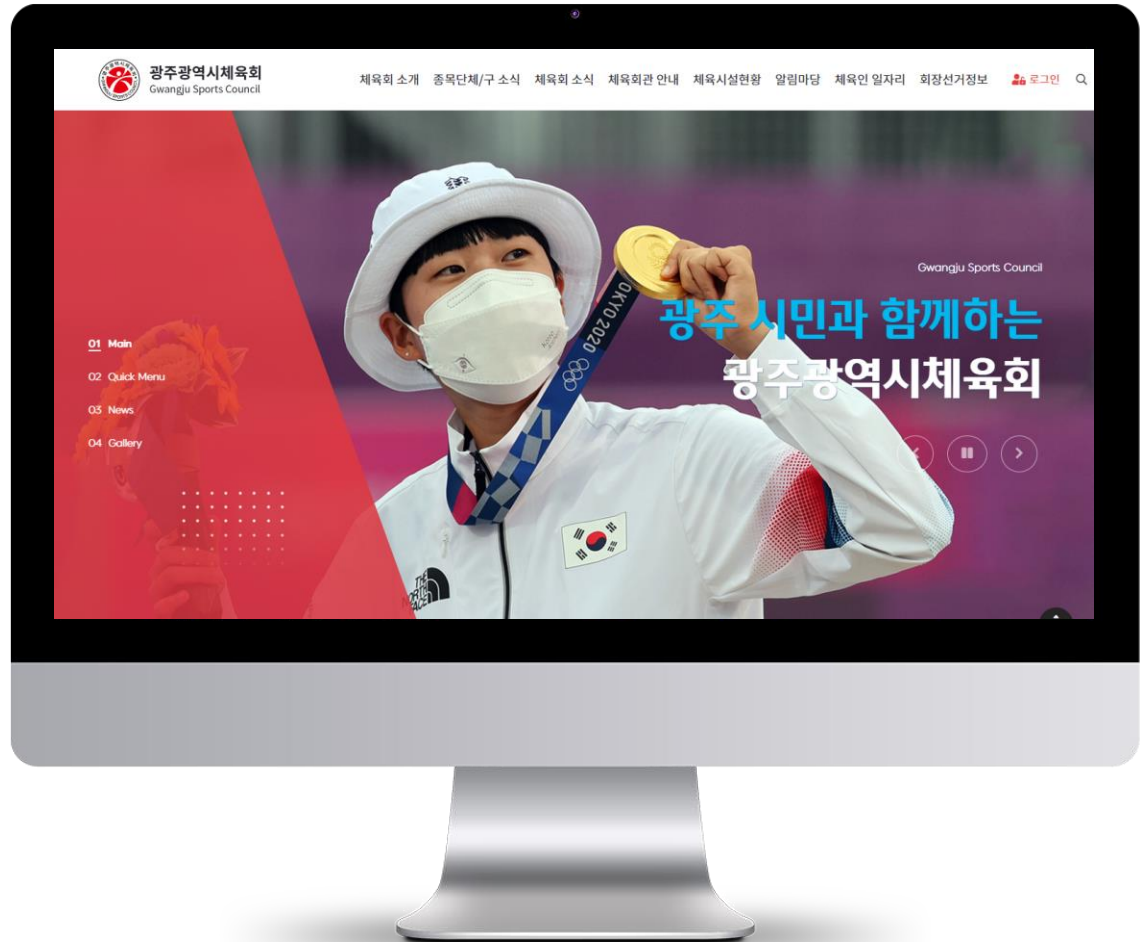 광주광역시체육회
Gwangju Sports Council
체육회 소개 종목단체/구 소식 체육회 소식 체육회관 안내 체육시설현황 알림마당 체육인 일자리 회장선거정보 로그인
Gwangju Sports Council
광주 시민과 함께하는
광주광역시체육회
01 Main
02 Quick Menu
03 News
04 Gallery
TOKYO 2020
THE
NORTH
FACE